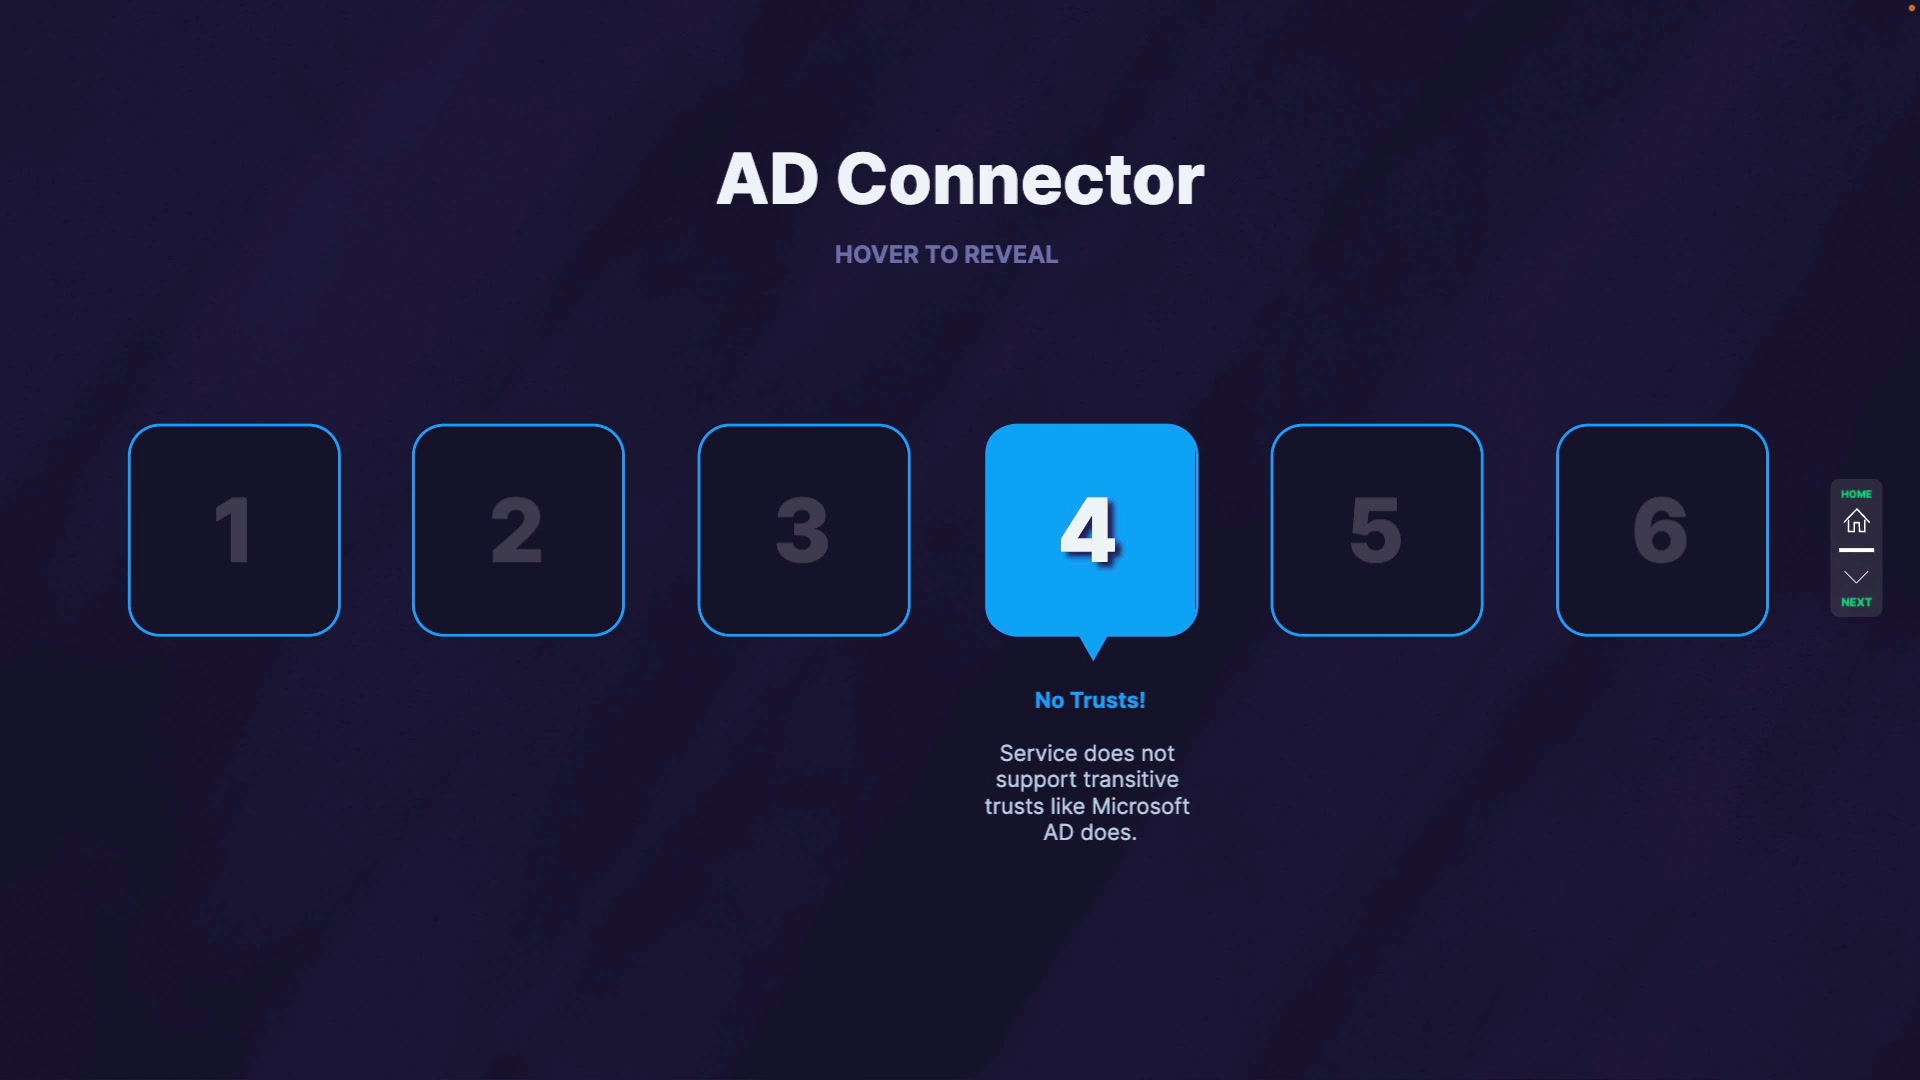 AD Connector
HOVER TO REVEAL
1
2
3
4
5
6
HOME
NEXT
No Trusts!
Service does not
support transitive
trusts like Microsoft
AD does.